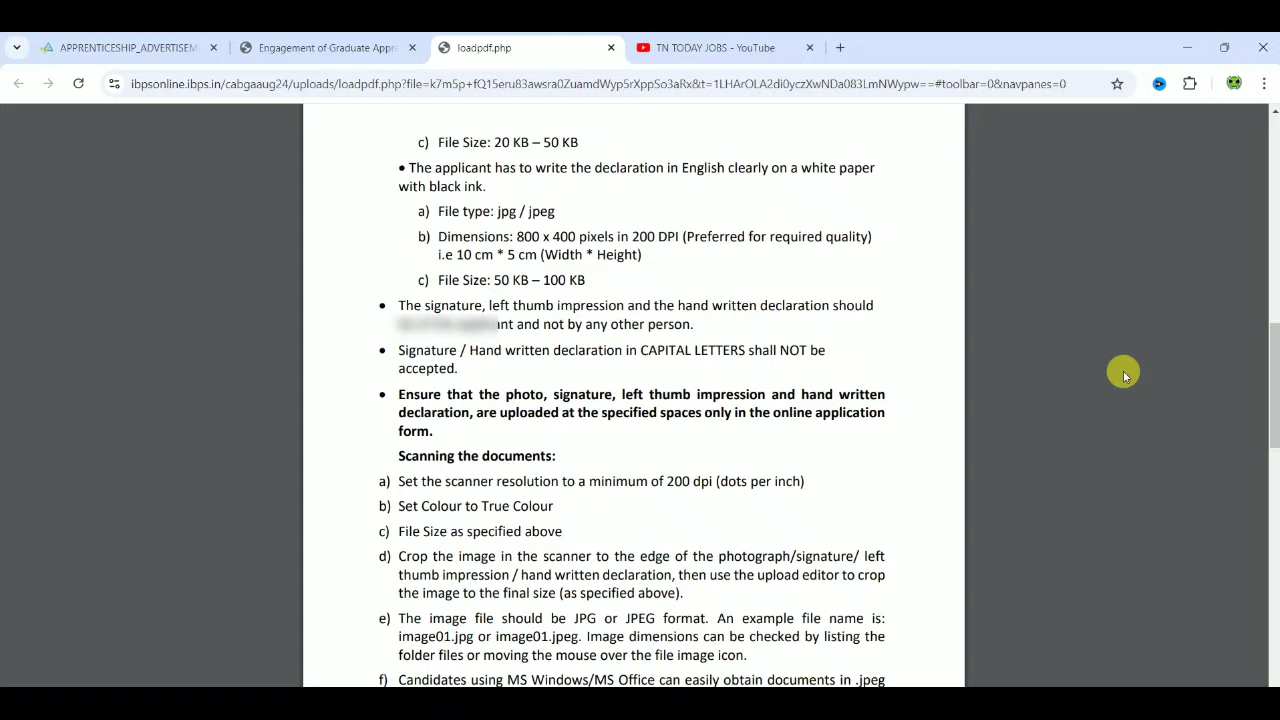 APPRENTICESHIP_ADVERTISEM
Engagement of Graduate Appre
loadpdf.php
TN TODAY JOBS - YouTube
ibpsonline.ibps.in/cabgaaug24/uploads/loadpdf.php?file=k7m5p+fQ15eru83awsra0ZuamdWyp5rXppSo3aRx&t=1LHArOLA2di0yczXwNDa083LmNWypw==#toolbar=0&navpanes=0
c) File Size: 20 KB – 50 KB
• The applicant has to write the declaration in English clearly on a white paper
with black ink.
a) File type: jpg / jpeg
b) Dimensions: 800 x 400 pixels in 200 DPI (Preferred for required quality)
i.e 10 cm * 5 cm (Width * Height)
c) File Size: 50 KB – 100 KB
• The signature, left thumb impression and the hand written declaration should
and not by any other person.
• Signature / Hand written declaration in CAPITAL LETTERS shall NOT be
accepted.
• Ensure that the photo, signature, left thumb impression and hand written
declaration, are uploaded at the specified spaces only in the online application
form.
Scanning the documents:
a) Set the scanner resolution to a minimum of 200 dpi (dots per inch)
b) Set Colour to True Colour
c) File Size as specified above
d) Crop the image in the scanner to the edge of the photograph/signature/ left
thumb impression / hand written declaration, then use the upload editor to crop
the image to the final size (as specified above).
e) The image file should be JPG or JPEG format. An example file name is:
image01.jpg or image01.jpeg. Image dimensions can be checked by listing the
folder files or moving the mouse over the file image icon.
f) Candidates using MS Windows/MS Office can easily obtain documents in .jpeg